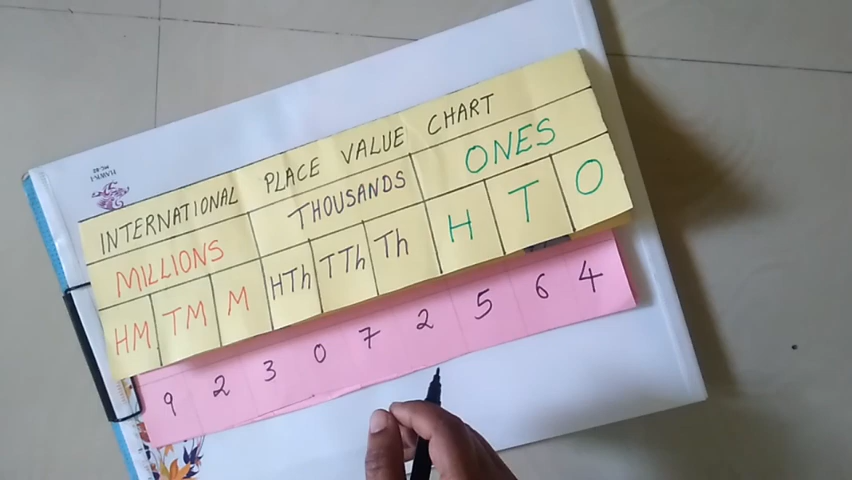 INTERNATIONAL PLACE VALUE CHART
MILLIONS THOUSANDS ONES
HM TM M HTh TTh Th H T O
9 2 3 0 7 2 5 6 4